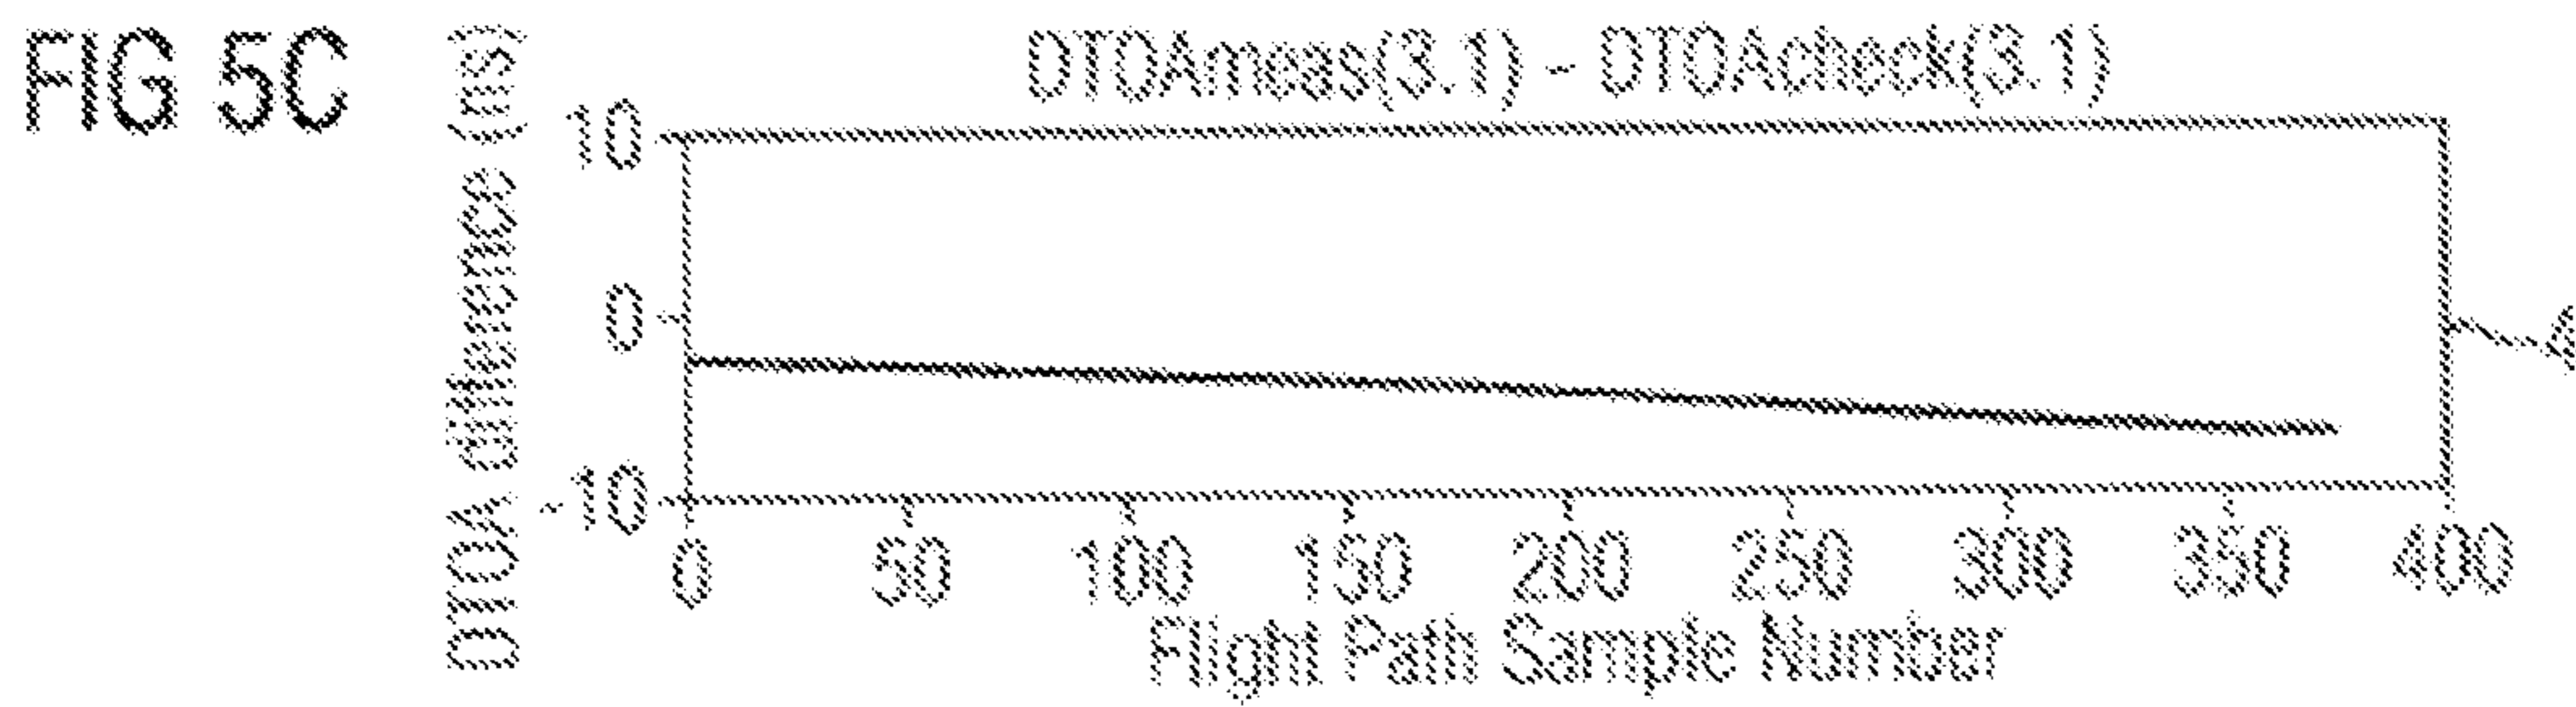 FIG 5C
DTOAmeas(3.1) - DTOAcheck(3.1)
DTOA difference (ns)
10
0
-10
0 50 100 150 200 250 300 350 400
Flight Path Sample Number